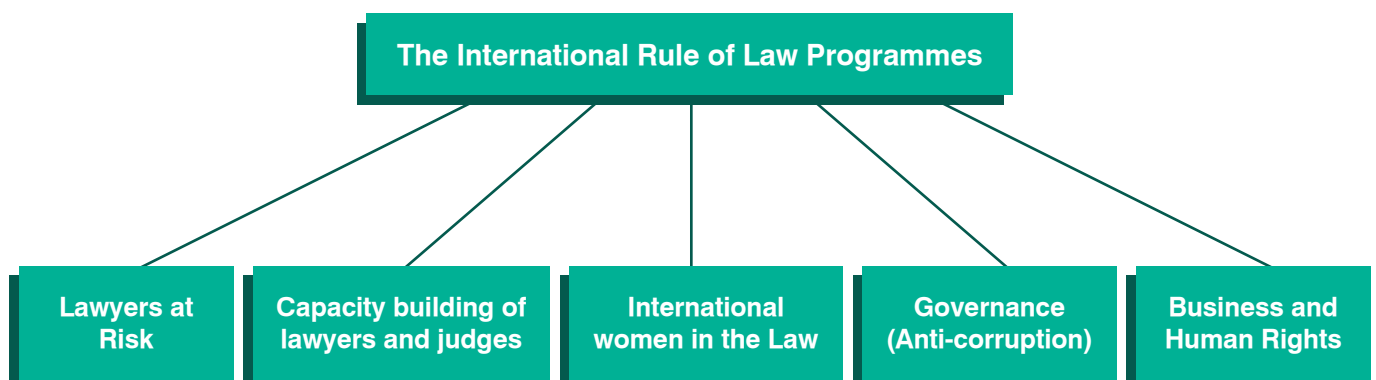 The International Rule of Law Programmes
Lawyers at
Risk
Capacity building of
lawyers and judges
International
women in the Law
Governance
(Anti-corruption)
Business and
Human Rights